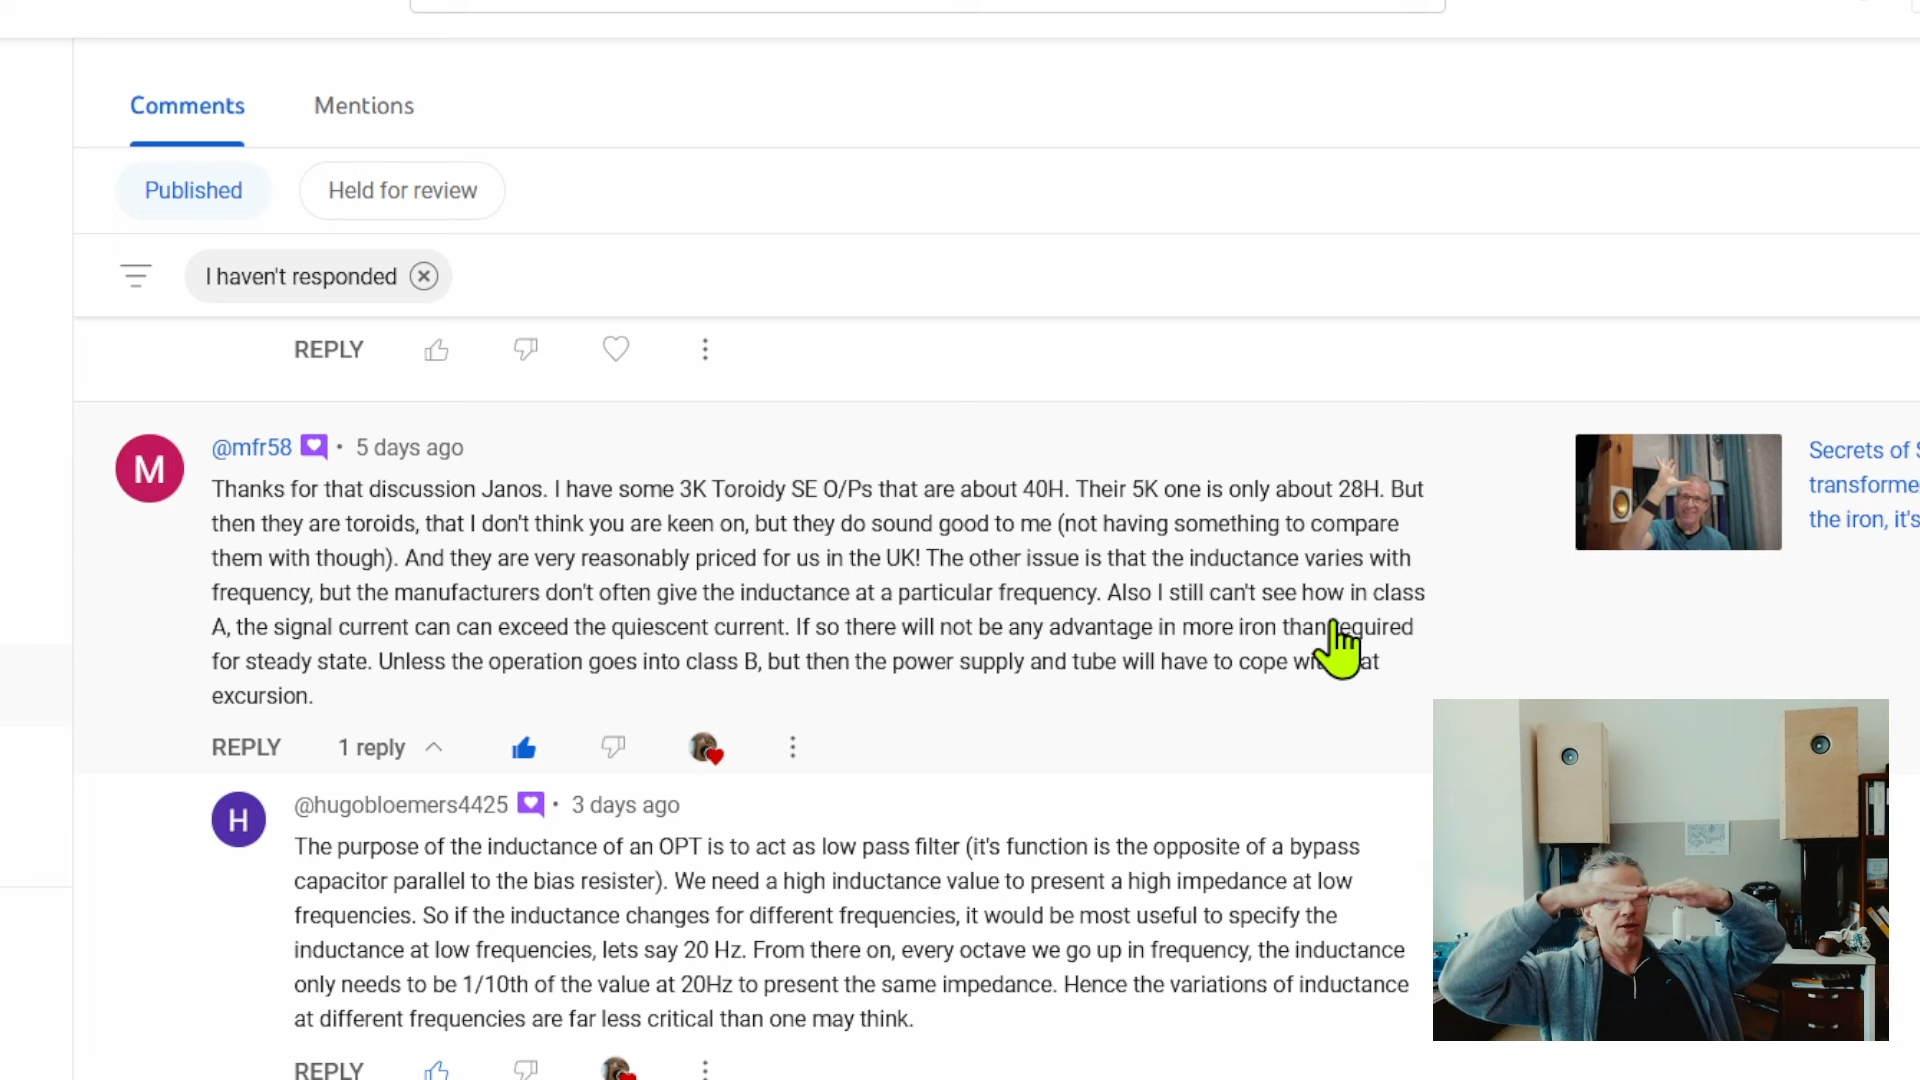 Comments Mentions
Published Held for review
I haven't responded
REPLY
M @mfr58 • 5 days ago
Thanks for that discussion Janos. I have some 3K Toroidy SE O/Ps that are about 40H. Their 5K one is only about 28H. But
then they are toroids, that I don't think you are keen on, but they do sound good to me (not having something to compare
them with though). And they are very reasonably priced for us in the UK! The other issue is that the inductance varies with
frequency, but the manufacturers don't often give the inductance at a particular frequency. Also I still can't see how in class
A, the signal current can can exceed the quiescent current. If so there will not be any advantage in more iron than required
for steady state. Unless the operation goes into class B, but then the power supply and tube will have to cope at
excursion.
Secrets of
transforme
the iron, it's
REPLY 1 reply
H @hugobloemers4425 • 3 days ago
The purpose of the inductance of an OPT is to act as low pass filter (it's function is the opposite of a bypass
capacitor parallel to the bias resister). We need a high inductance value to present a high impedance at low
frequencies. So if the inductance changes for different frequencies, it would be most useful to specify the
inductance at low frequencies, lets say 20 Hz. From there on, every octave we go up in frequency, the inductance
only needs to be 1/10th of the value at 20Hz to present the same impedance. Hence the variations of inductance
at different frequencies are far less critical than one may think.
REPLY